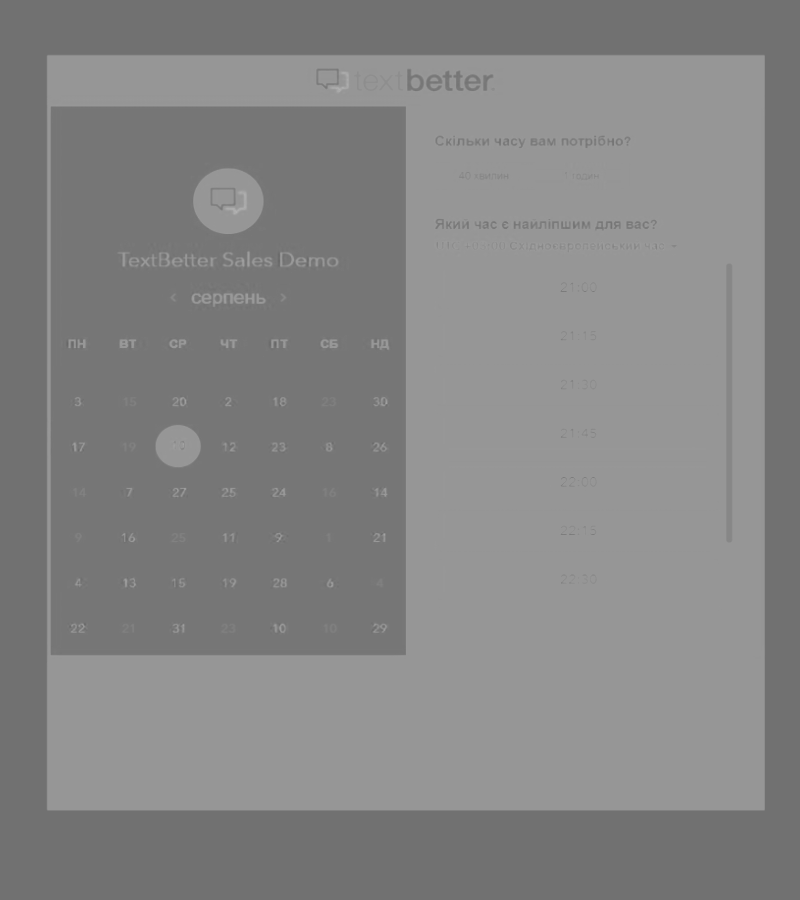 textbetter.
TextBetter Sales Demo
‹ серпень ›
ПН ВТ СР ЧТ ПТ СБ НД
3 20 2 18 23 30
17 19 12 23 8 26
14 7 27 25 24 16 14
9 16 25 11 9 1 21
4 13 15 19 28 6 4
22 21 31 23 10 10 29
Скільки часу вам потрібно?
40 хвилин 1 годин
Який час є найліпшим для вас?
Східноєвропейський час
21:00
21:15
21:30
21:45
22:00
22:15
22:30